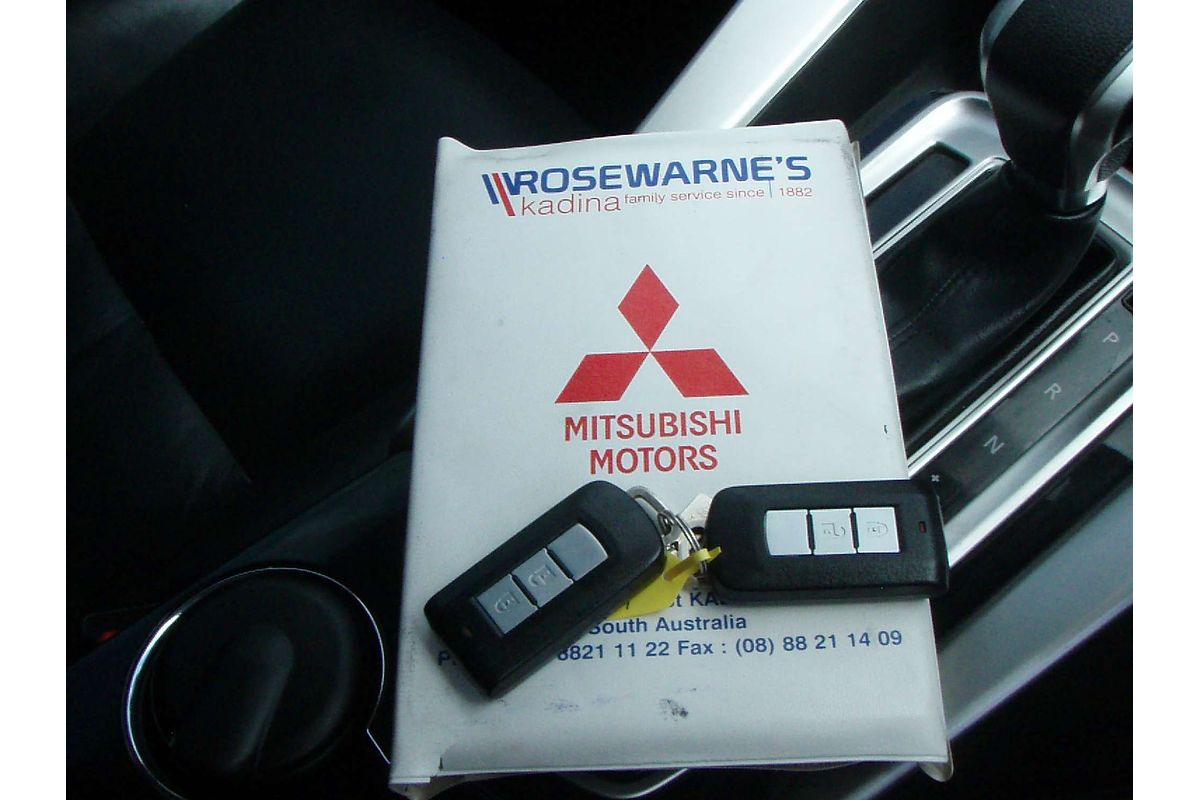 ROSEWARNE'S
kadina family service since 1882
MITSUBISHI
MOTORS
South Australia
8821 11 22 Fax : (08) 88 21 14 09
P
R
N